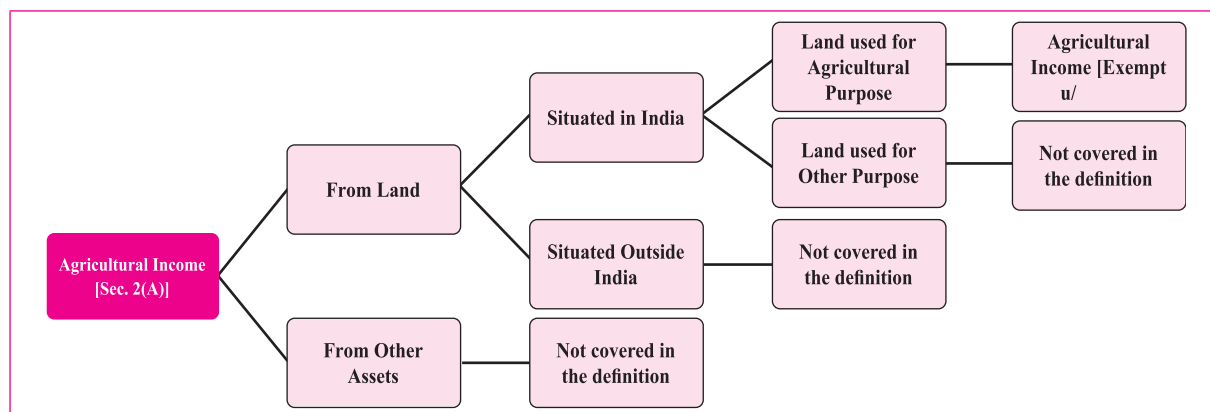 Agricultural Income
[Sec. 2(A)]
From Land
From Other
Assets
Situated in India
Situated Outside
India
Not covered in
the definition
Land used for
Agricultural
Purpose
Land used for
Other Purpose
Not covered in
the definition
Agricultural
Income [Exempt
u/
Not covered in
the definition